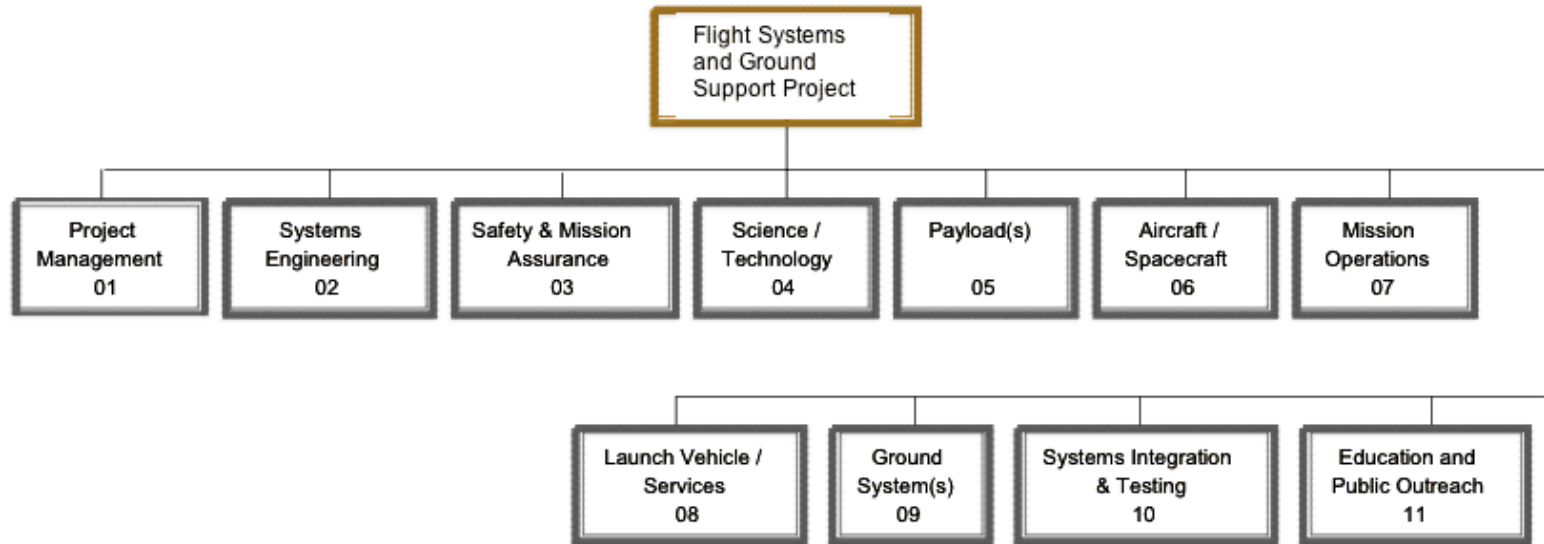 Flight Systems
and Ground
Support Project
Project
Management
01
Systems
Engineering
02
Safety & Mission
Assurance
03
Science /
Technology
04
Payload(s)
05
Aircraft /
Spacecraft
06
Mission
Operations
07
Launch Vehicle /
Services
08
Ground
System(s)
09
Systems Integration
& Testing
10
Education and
Public Outreach
11